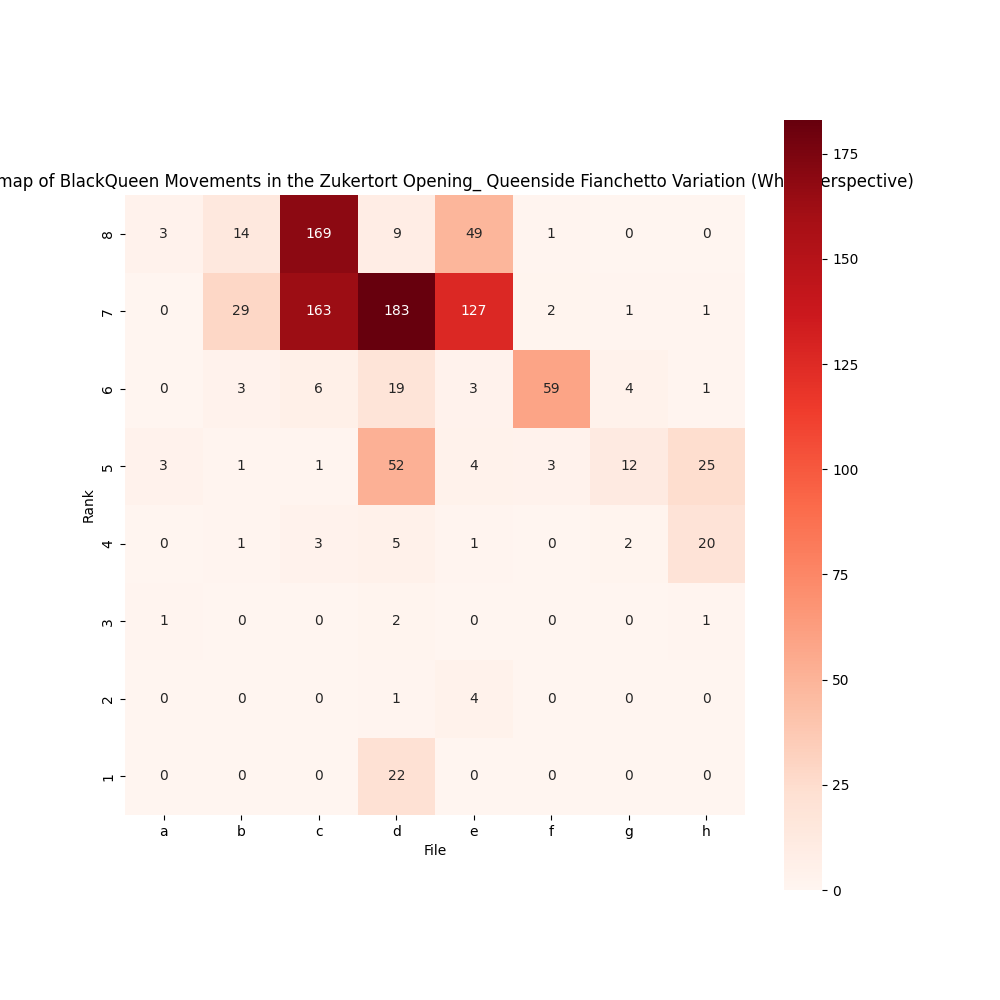 map of BlackQueen Movements in the Zukertort Opening_ Queenside Fianchetto Variation (Wh erspective)
8 3 14 169 9 49 1 0 0
7 0 29 163 183 127 2 1 1
6 0 3 6 19 3 59 4 1
5 3 1 1 52 4 3 12 25
4 0 1 3 5 1 0 2 20
3 1 0 0 2 0 0 0 1
2 0 0 0 1 4 0 0 0
1 0 0 0 22 0 0 0 0
a b c d e f g h
File
Rank
175
150
125
100
75
50
25
0